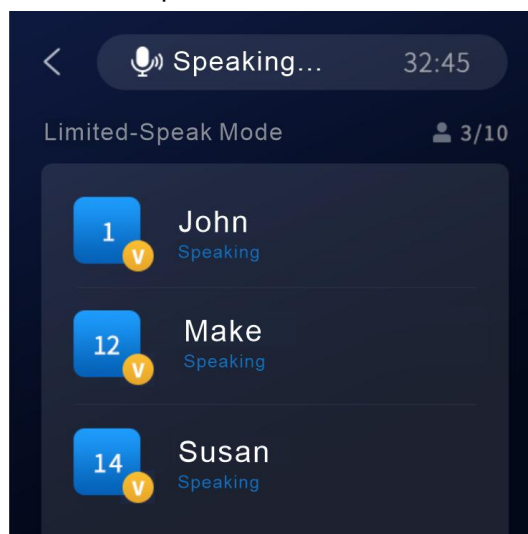 Speaking... 32:45
Limited-Speak Mode 3/10
1 John
V Speaking
12 Make
V Speaking
14 Susan
V Speaking